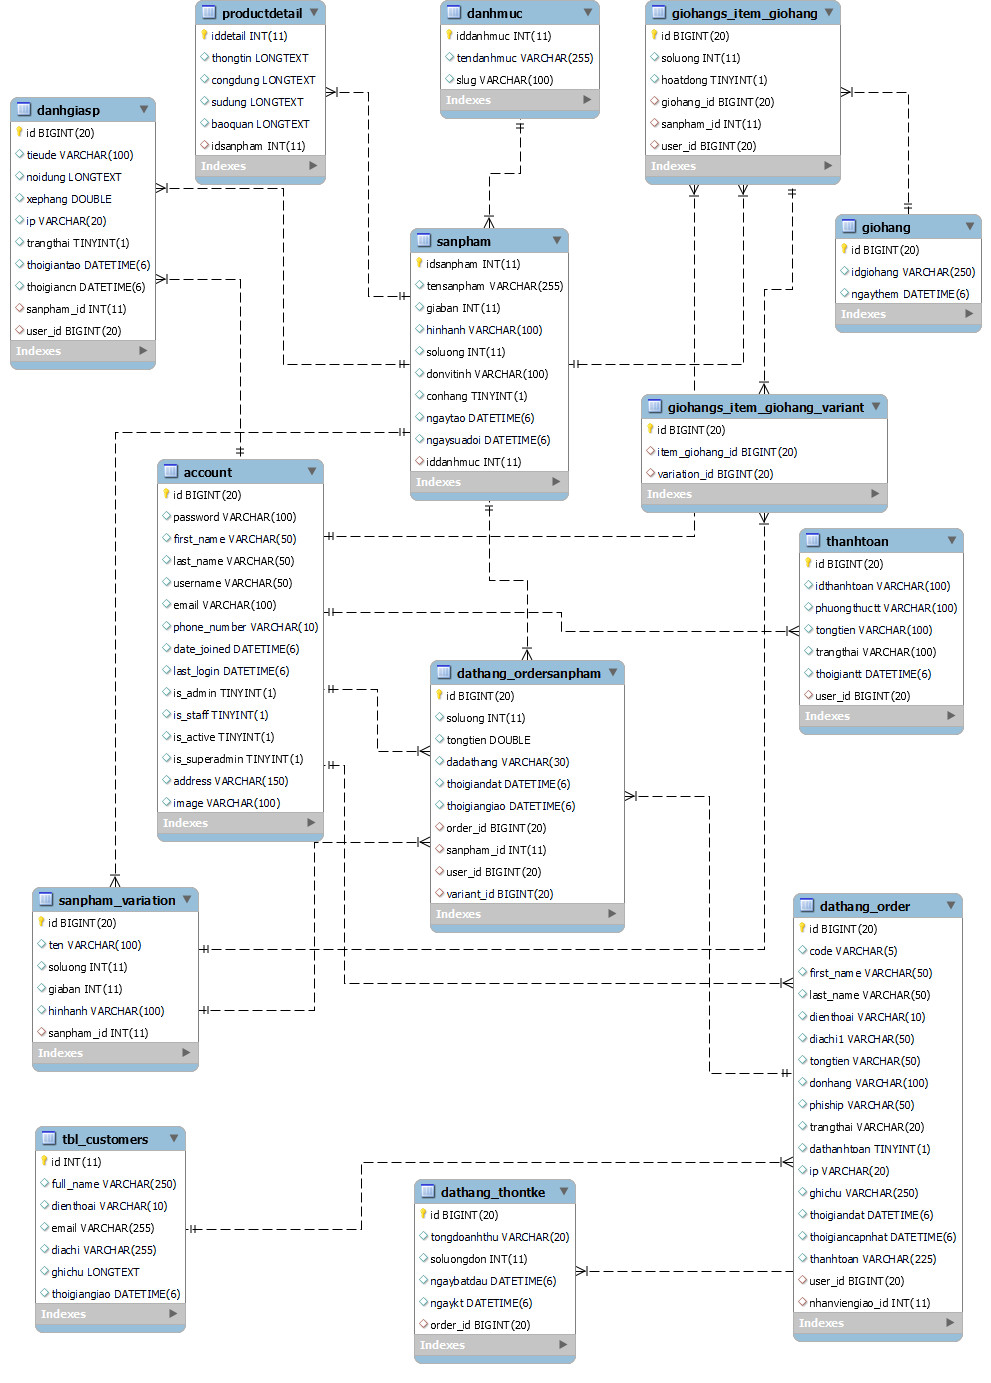 productdetail
iddetail INT(11)
thongtin LONGTEXT
congdung LONGTEXT
sudung LONGTEXT
baoquan LONGTEXT
idsanpham INT(11)
Indexes
danhmuc
iddanhmuc INT(11)
tendanhmuc VARCHAR(255)
slug VARCHAR(100)
Indexes
giohangs_item_giohang
id BIGINT(20)
soluong INT(11)
hoatdong TINYINT(1)
giohang_id BIGINT(20)
sanpham_id INT(11)
user_id BIGINT(20)
Indexes
danhgiasp
id BIGINT(20)
tieude VARCHAR(100)
noidung LONGTEXT
xephang DOUBLE
ip VARCHAR(20)
trangthai TINYINT(1)
thoigiantao DATETIME(6)
thoigiancn DATETIME(6)
sanpham_id INT(11)
user_id BIGINT(20)
Indexes
sanpham
idsanpham INT(11)
tensanpham VARCHAR(255)
giaban INT(11)
hinhanh VARCHAR(100)
soluong INT(11)
donvitinh VARCHAR(100)
conhang TINYINT(1)
ngaytao DATETIME(6)
ngaysuadoi DATETIME(6)
iddanhmuc INT(11)
Indexes
giohang
id BIGINT(20)
idgiohang VARCHAR(250)
ngaythem DATETIME(6)
Indexes
giohangs_item_giohang_variant
id BIGINT(20)
item_giohang_id BIGINT(20)
variation_id BIGINT(20)
Indexes
account
id BIGINT(20)
password VARCHAR(100)
first_name VARCHAR(50)
last_name VARCHAR(50)
username VARCHAR(50)
email VARCHAR(100)
phone_number VARCHAR(10)
date_joined DATETIME(6)
last_login DATETIME(6)
is_admin TINYINT(1)
is_staff TINYINT(1)
is_active TINYINT(1)
is_superadmin TINYINT(1)
address VARCHAR(150)
image VARCHAR(100)
Indexes
thanhtoan
id BIGINT(20)
idthanhtoan VARCHAR(100)
phuongthuctt VARCHAR(100)
tongtien VARCHAR(100)
trangthai VARCHAR(100)
thoigiantt DATETIME(6)
user_id BIGINT(20)
Indexes
dathang_ordersanpham
id BIGINT(20)
soluong INT(11)
tongtien DOUBLE
dadathang VARCHAR(30)
thoigiandat DATETIME(6)
thoigiangiao DATETIME(6)
order_id BIGINT(20)
sanpham_id INT(11)
user_id BIGINT(20)
variant_id BIGINT(20)
Indexes
sanpham_variation
id BIGINT(20)
ten VARCHAR(100)
soluong INT(11)
giaban INT(11)
hinhanh VARCHAR(100)
sanpham_id INT(11)
Indexes
dathang_order
id BIGINT(20)
code VARCHAR(5)
first_name VARCHAR(50)
last_name VARCHAR(50)
dienthoai VARCHAR(10)
diachi1 VARCHAR(50)
tongtien VARCHAR(50)
donhang VARCHAR(100)
phiship VARCHAR(50)
trangthai VARCHAR(20)
dathanhtoan TINYINT(1)
ip VARCHAR(20)
ghichu VARCHAR(250)
thoigiandat DATETIME(6)
thoigiancapnhat DATETIME(6)
thanhtoan VARCHAR(225)
user_id BIGINT(20)
nhanviengiao_id INT(11)
Indexes
tbl_customers
id INT(11)
full_name VARCHAR(250)
dienthoai VARCHAR(10)
email VARCHAR(255)
diachi VARCHAR(255)
ghichu LONGTEXT
thoigiangiao DATETIME(6)
Indexes
dathang_thontke
id BIGINT(20)
tongdoanhthu VARCHAR(20)
soluongdon INT(11)
ngaybatdau DATETIME(6)
ngaykt DATETIME(6)
order_id BIGINT(20)
Indexes